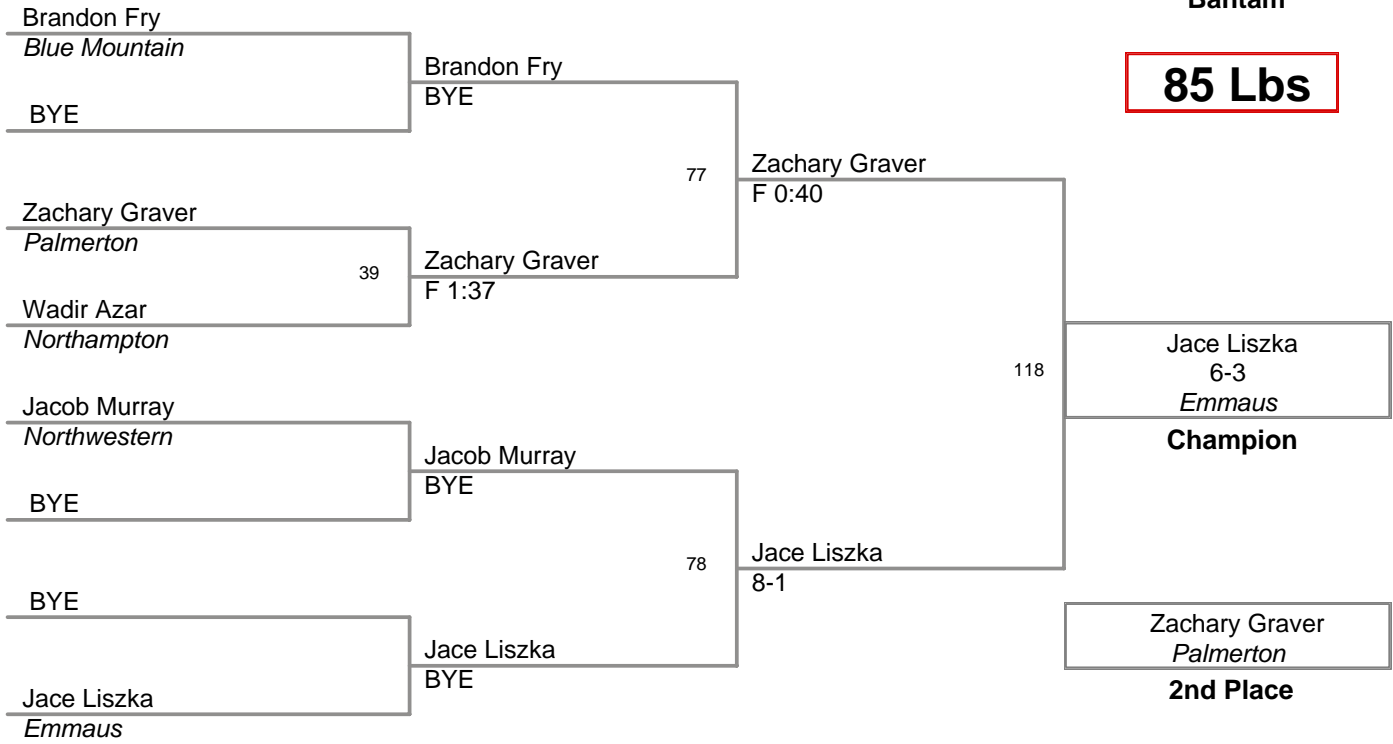 Bantam
85 Lbs
Brandon Fry
Blue Mountain
BYE
Zachary Graver
Palmerton
39
Wadir Azar
Northampton
Jacob Murray
Northwestern
BYE
BYE
Jace Liszka
Emmaus
Brandon Fry
BYE
77
Zachary Graver
F 1:37
Jacob Murray
BYE
78
Jace Liszka
BYE
Zachary Graver
F 0:40
118
Jace Liszka
8-1
Jace Liszka
6-3
Emmaus
Champion
Zachary Graver
Palmerton
2nd Place